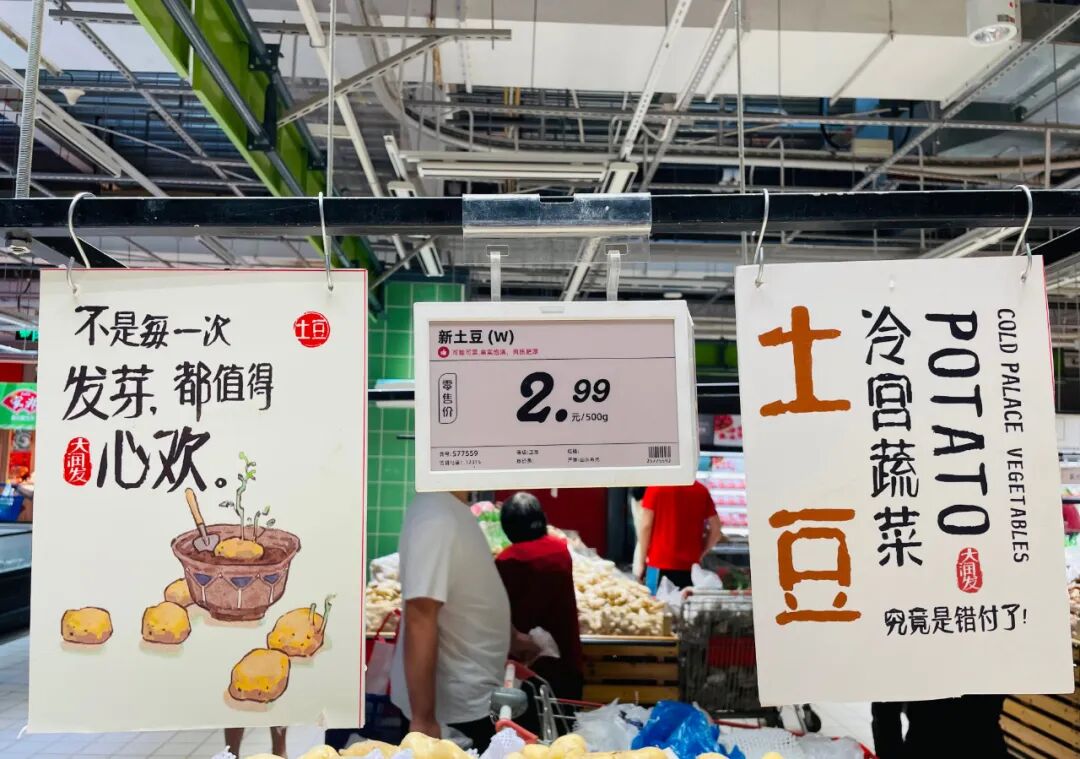 不是每一次
土豆
发芽,都值得
大润发
心欢。
新土豆(W)
零售价
2.99
元/500g
577559
土豆
冷宫蔬菜
POTATO
COLD PALACE VEGETABLES
大润发
究竟是错付了!